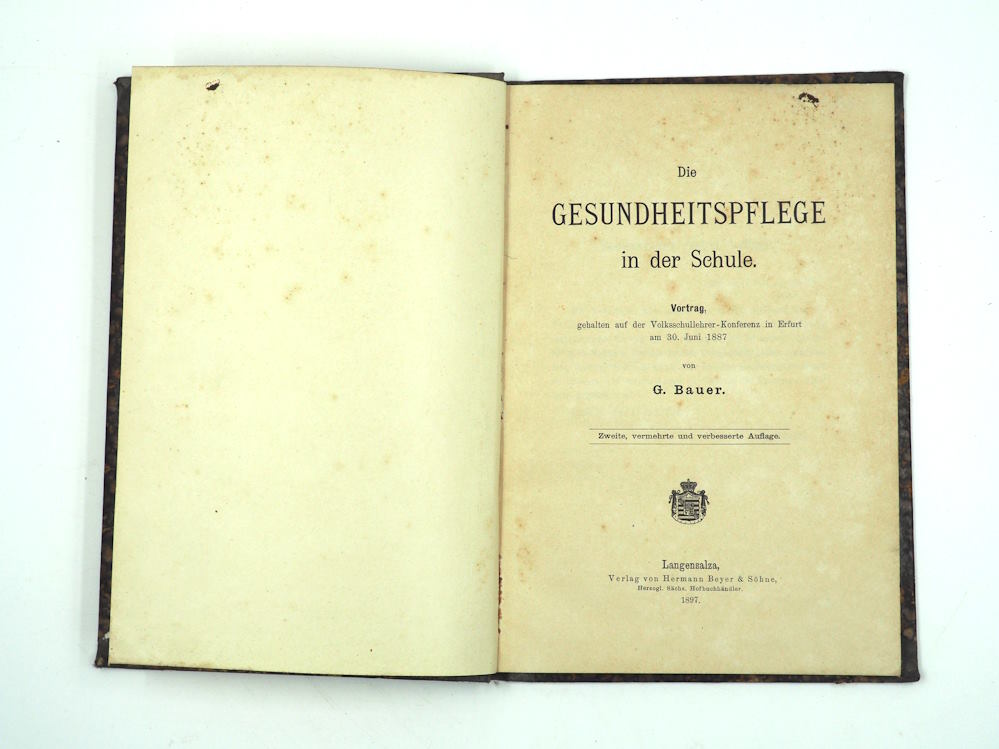 Die
GESUNDHEITSPFLEGE
in der Schule.
Vortrag,
gehalten auf der Volksschullehrer-Konferenz in Erfurt
am 30. Juni 1887
von
G. Bauer.
Zweite, vermehrte und verbesserte Auflage.
Langensalza,
Verlag von Hermann Beyer & Söhne,
Herzogl. Sächs. Hofbuchhändler.
1897.